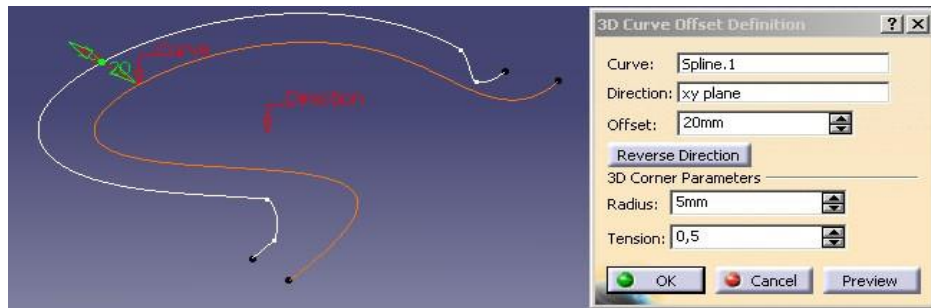 Curve
20
Direction
3D Curve Offset Definition
Curve: Spline.1
Direction: xy plane
Offset: 20mm
Reverse Direction
3D Corner Parameters
Radius: 5mm
Tension: 0,5
OK Cancel Preview